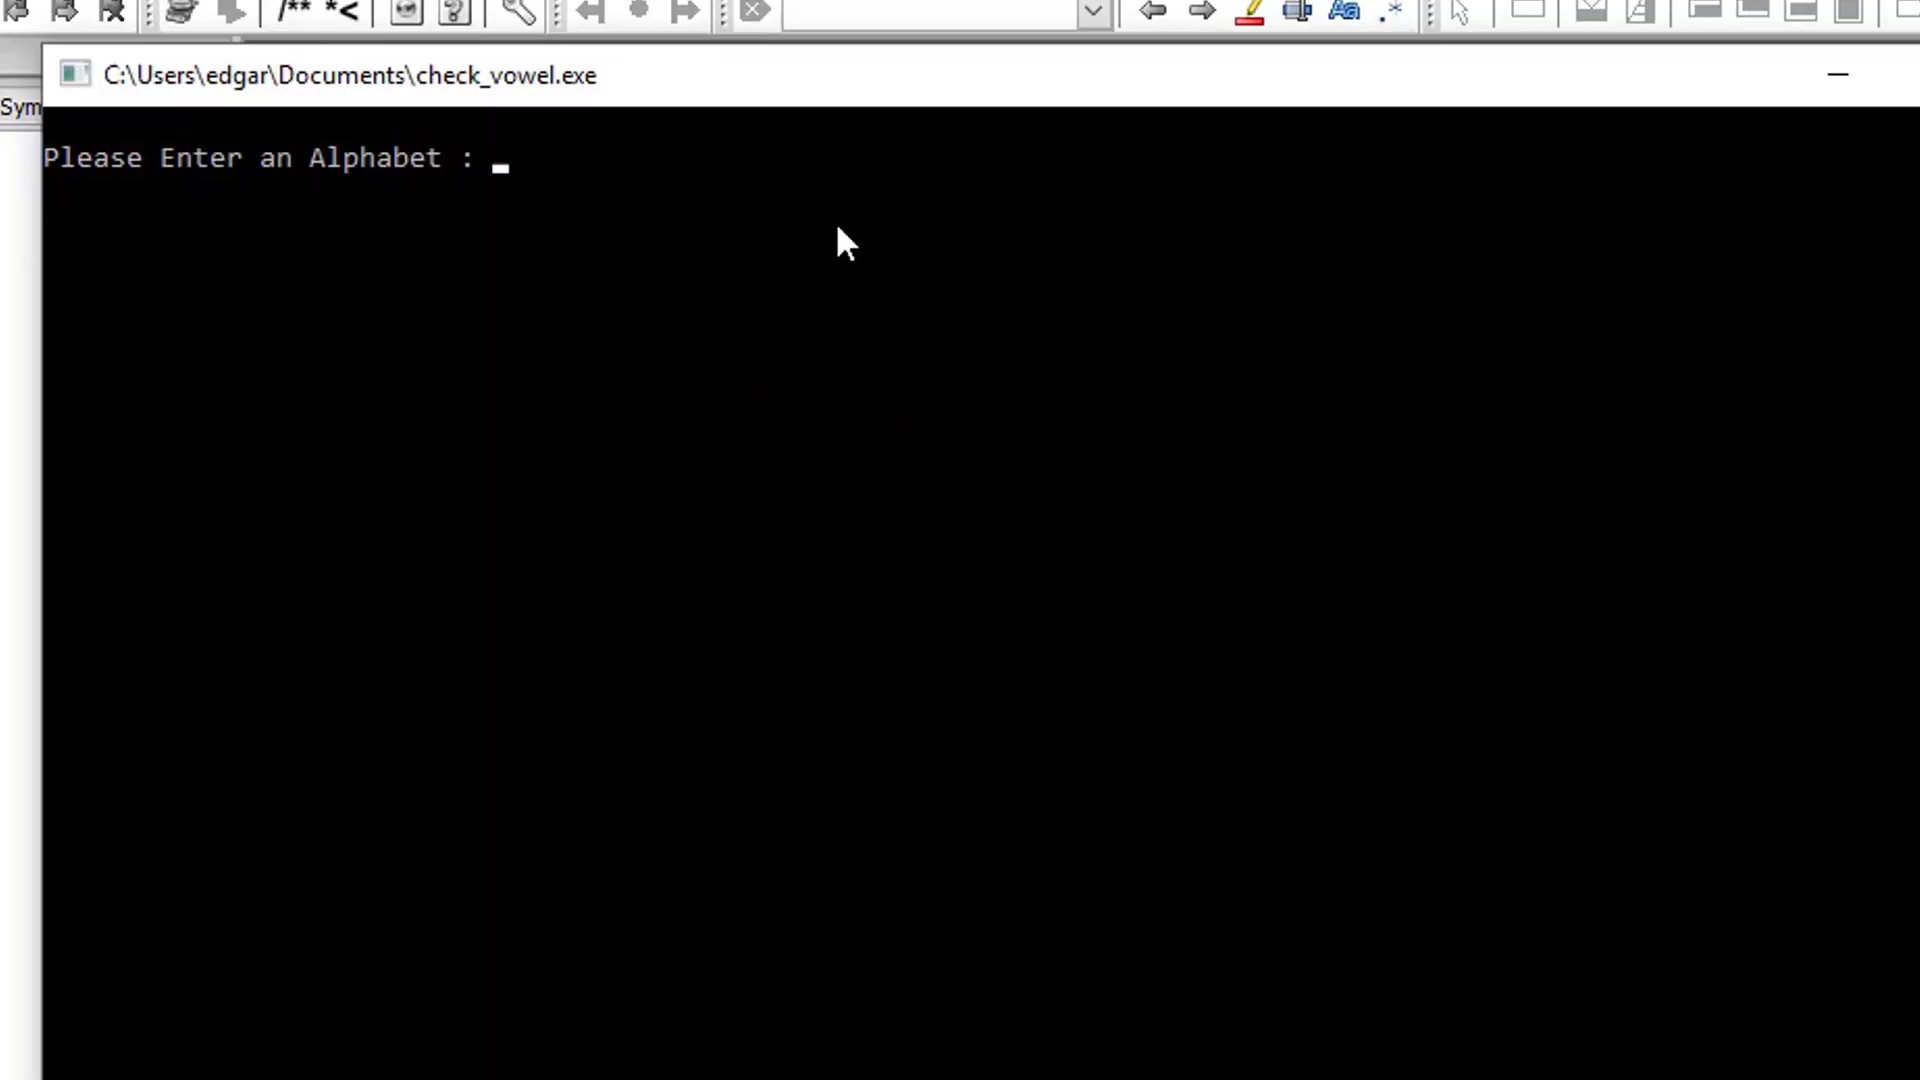 /** *<
C:\Users\edgar\Documents\check_vowel.exe
Sym
Please Enter an Alphabet :